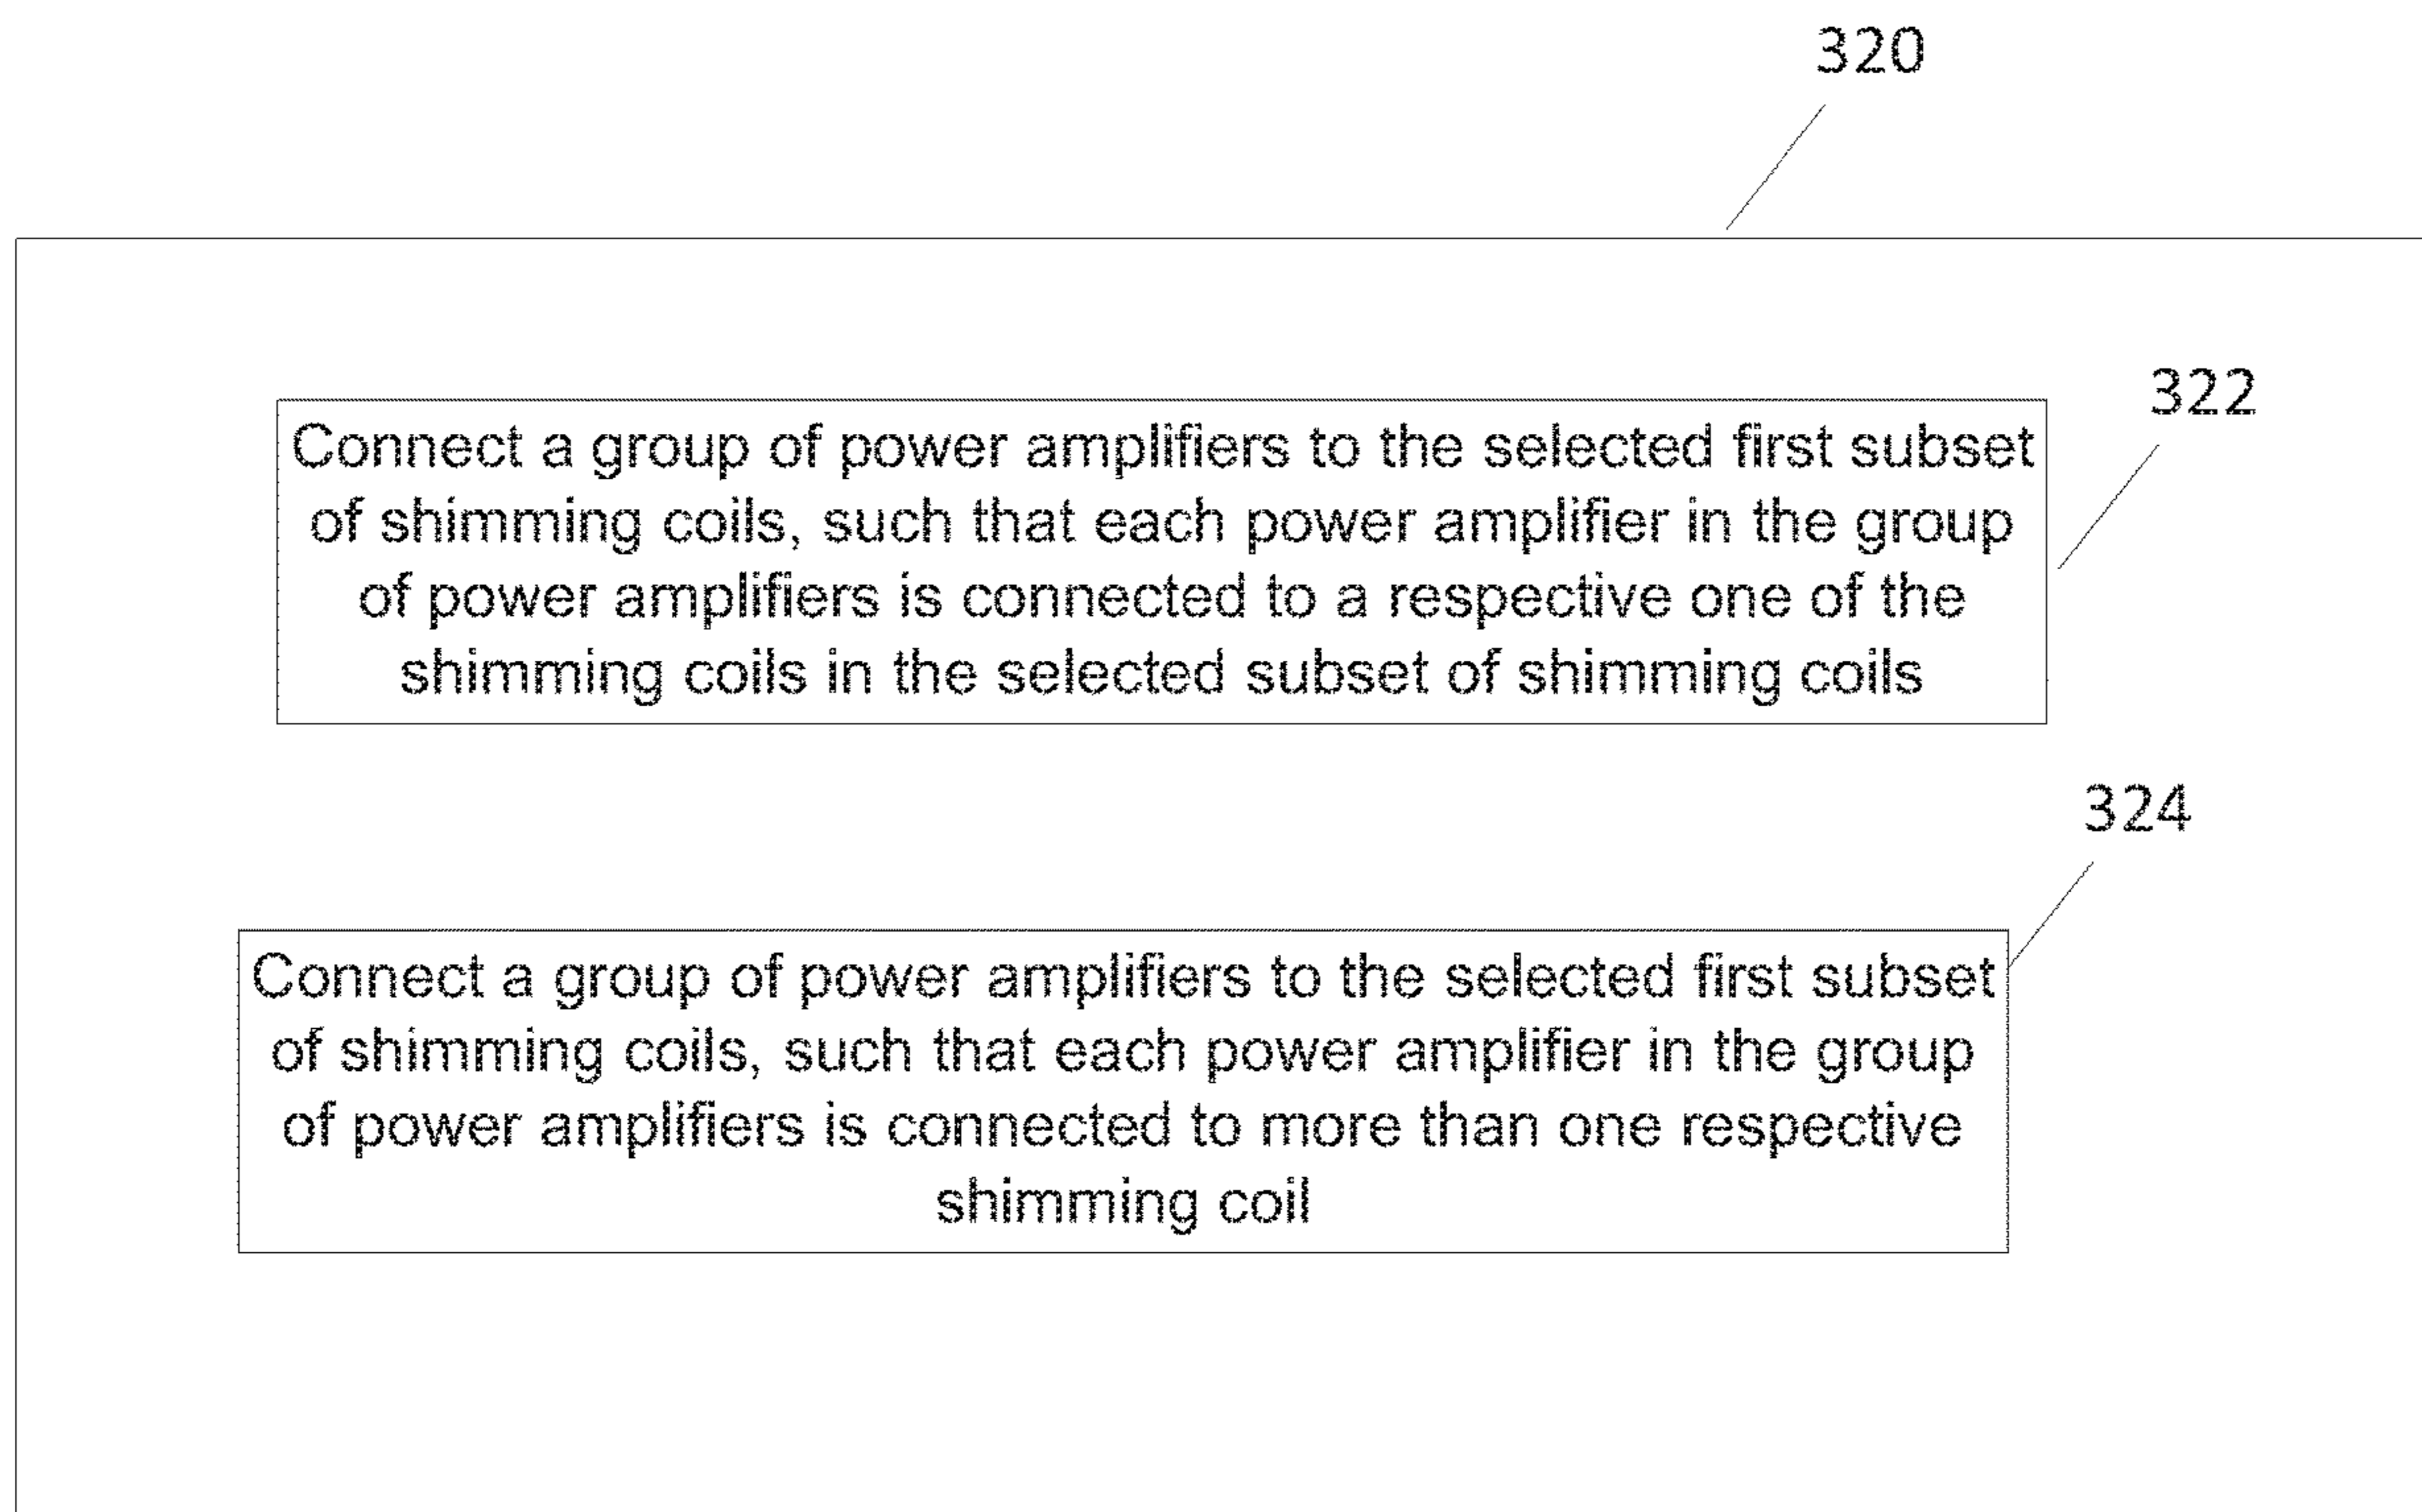 320
322
Connect a group of power amplifiers to the selected first subset
of shimming coils, such that each power amplifier in the group
of power amplifiers is connected to a respective one of the
shimming coils in the selected subset of shimming coils
324
Connect a group of power amplifiers to the selected first subset
of shimming coils, such that each power amplifier in the group
of power amplifiers is connected to more than one respective
shimming coil